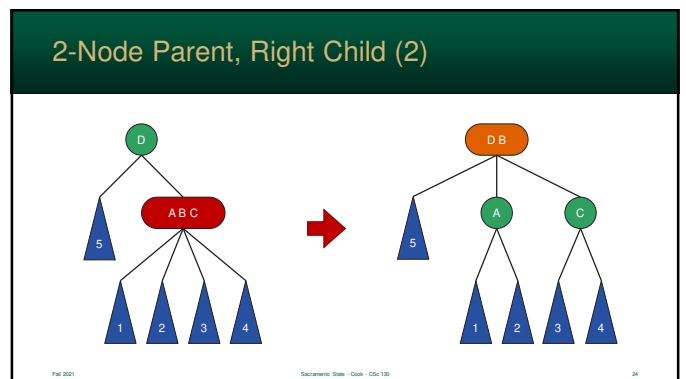 2-Node Parent, Right Child (2)
D
D B
A B C
A
C
5
5
1
2
3
4
1
2
3
4
Fall 2021
Sacramento State - Cook - CSc 130
24